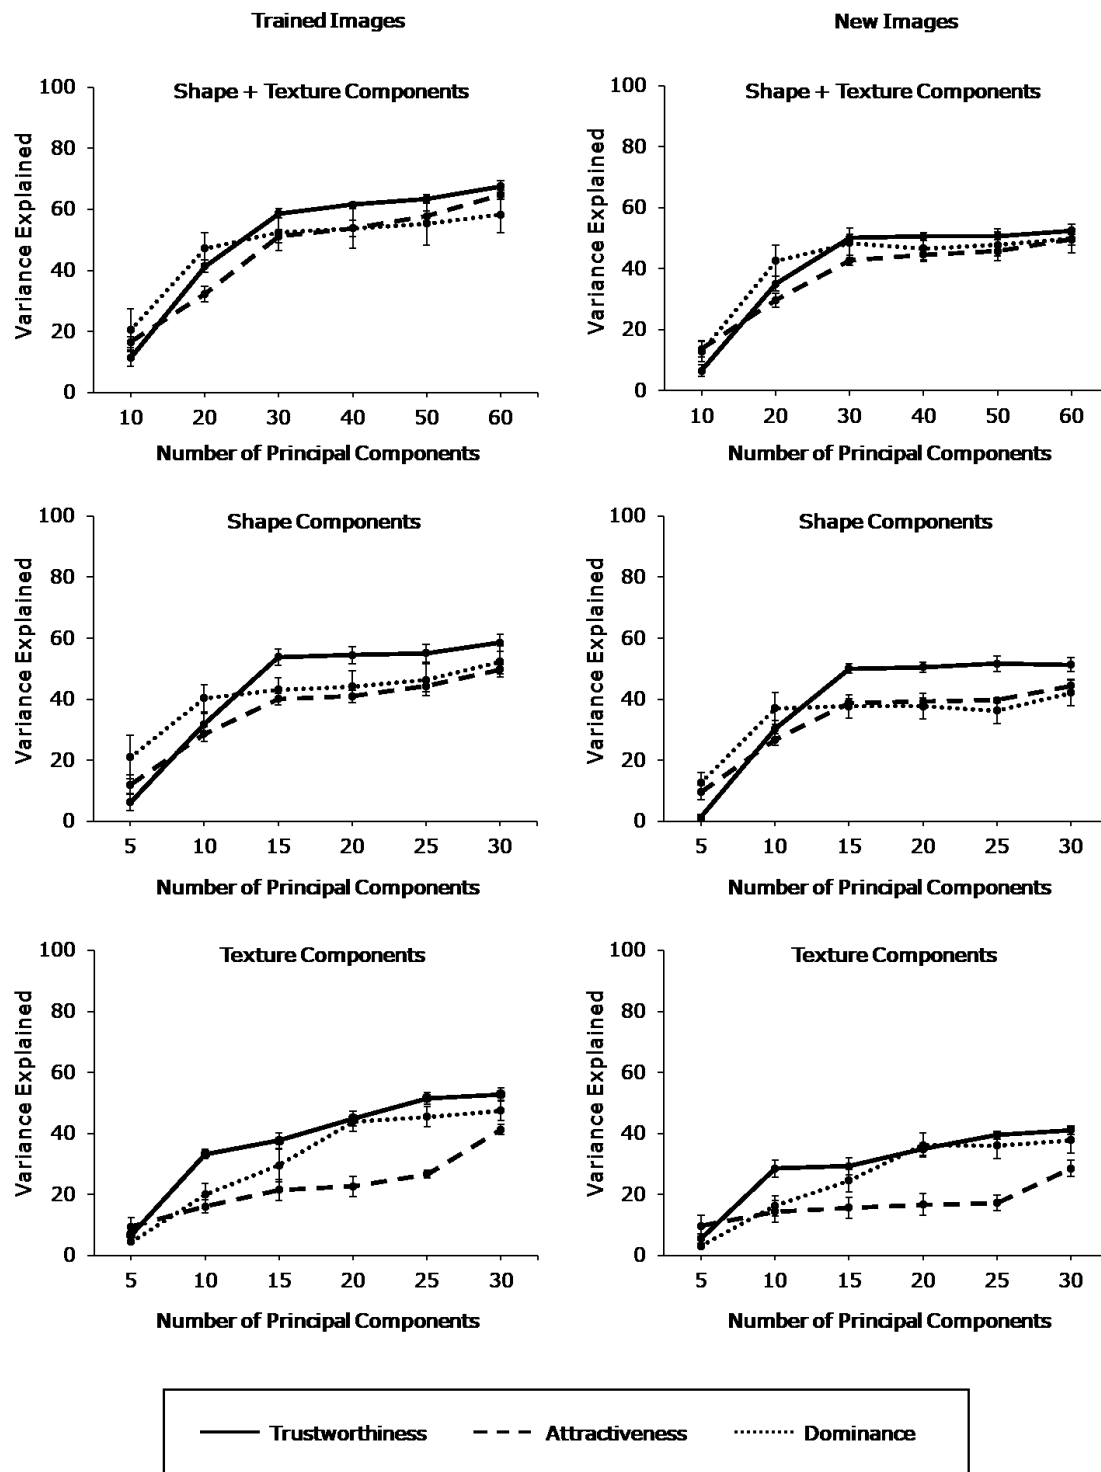 Trained Images
New Images
Shape + Texture Components
100
80
60
40
20
0
Variance Explained
10 20 30 40 50 60
Number of Principal Components
Shape + Texture Components
100
80
60
40
20
0
Variance Explained
10 20 30 40 50 60
Number of Principal Components
Shape Components
100
80
60
40
20
0
Variance Explained
5 10 15 20 25 30
Number of Principal Components
Shape Components
100
80
60
40
20
0
Variance Explained
5 10 15 20 25 30
Number of Principal Components
Texture Components
100
80
60
40
20
0
Variance Explained
5 10 15 20 25 30
Number of Principal Components
Texture Components
100
80
60
40
20
0
Variance Explained
5 10 15 20 25 30
Number of Principal Components
Trustworthiness Attractiveness Dominance